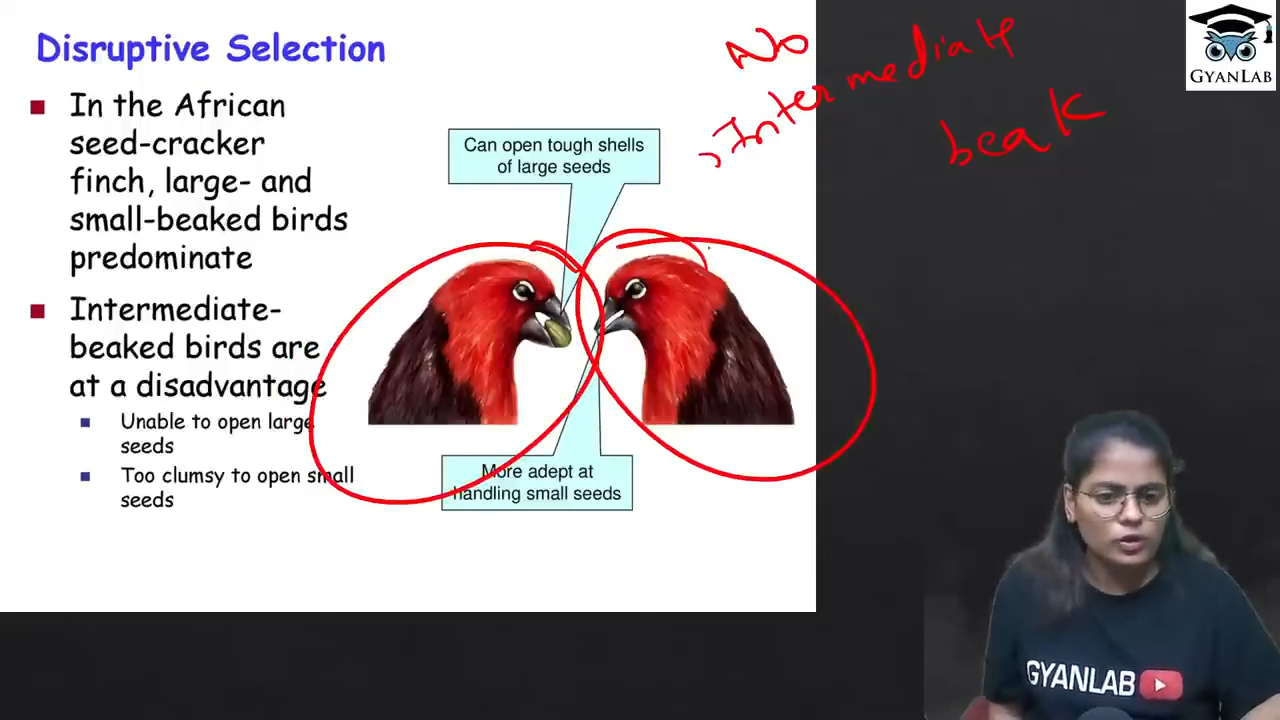 Disruptive Selection
In the African
seed-cracker
finch, large- and
small-beaked birds
predominate
Intermediate-
beaked birds are
at a disadvantage
Unable to open large
seeds
Too clumsy to open small
seeds
Can open tough shells
of large seeds
More adept at
handling small seeds
No
Intermediate
beak
GYANLAB
GYANLAB